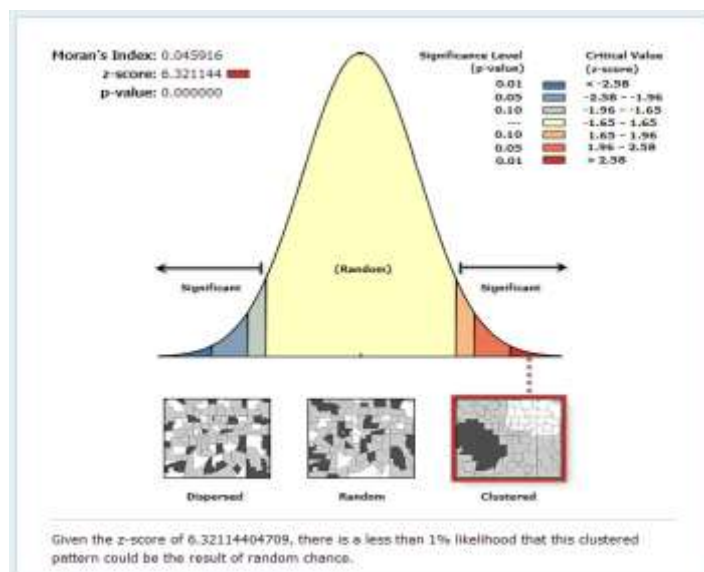 Moran's Index: 0.045916
z-score: 6.321144
p-value: 0.000000
Significance Level
(p-value)
Critical Value
(z-score)
0.01 < -2.58
0.05 -2.58 - -1.96
0.10 -1.96 - -1.65
--- -1.65 - 1.65
0.10 1.65 - 1.96
0.05 1.96 - 2.58
0.01 > 2.58
(Random)
Significant
Significant
Dispersed
Random
Clustered
Given the z-score of 6.32114404709, there is a less than 1% likelihood that this clustered
pattern could be the result of random chance.